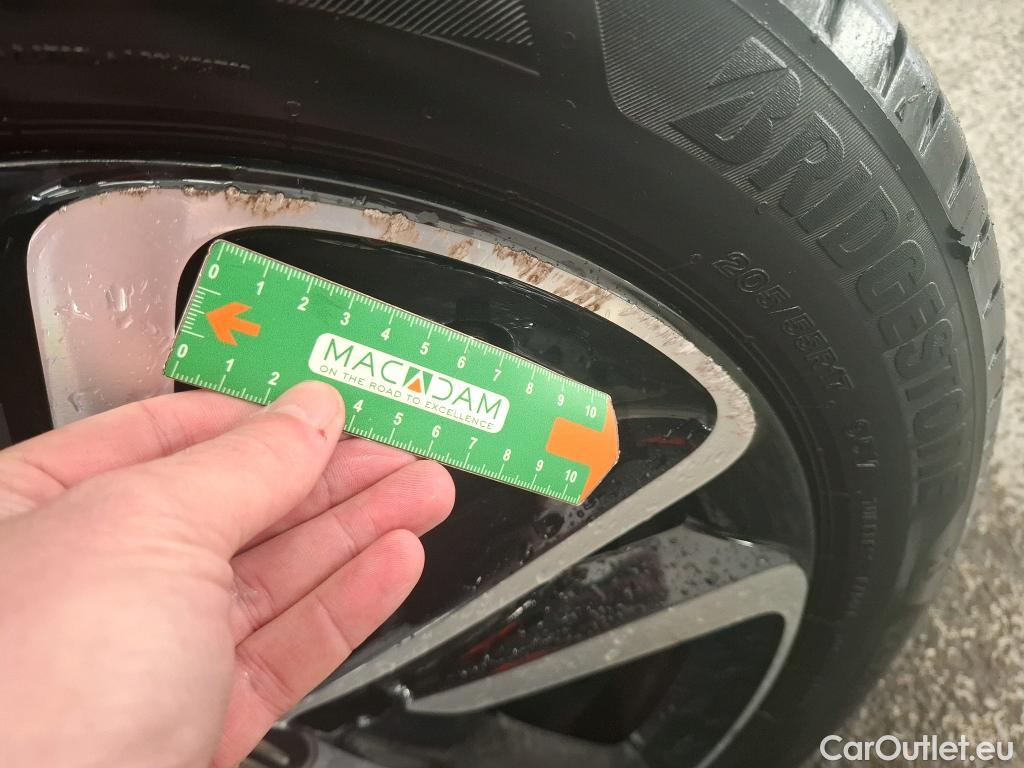 BRIDGESTONE
205/55R17 95T
0 1 2 3 4 5 6 7 8 9 10
MACADAM
ON THE ROAD TO EXCELLENCE
0 1 2 4 5 6 7 8 9 10
CarOutlet.eu